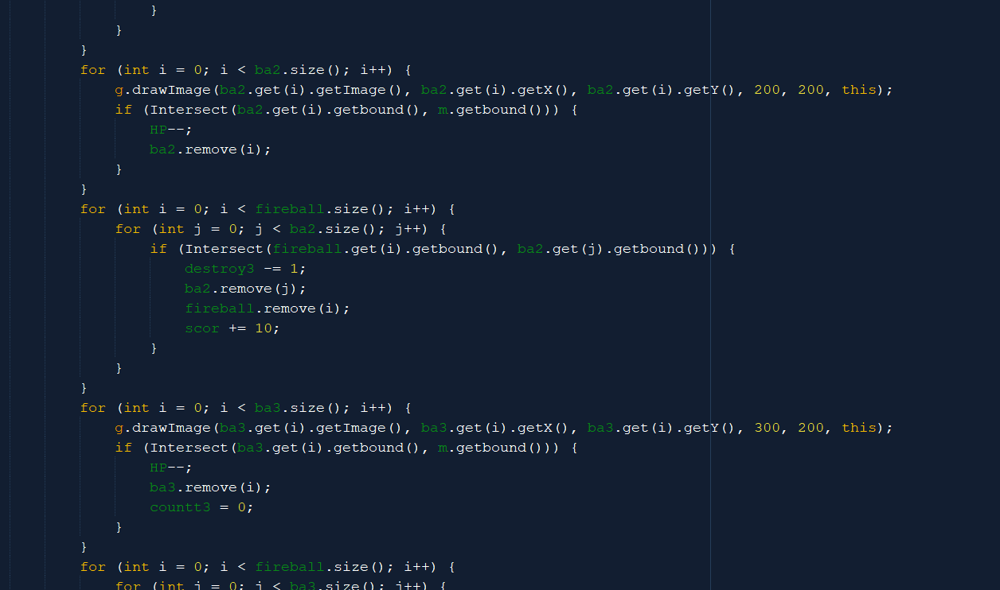 }
}
}
for (int i = 0; i < ba2.size(); i++) {
g.drawImage(ba2.get(i).getImage(), ba2.get(i).getX(), ba2.get(i).getY(), 200, 200, this);
if (Intersect(ba2.get(i).getbound(), m.getbound())) {
HP--;
ba2.remove(i);
}
}
for (int i = 0; i < fireball.size(); i++) {
for (int j = 0; j < ba2.size(); j++) {
if (Intersect(fireball.get(i).getbound(), ba2.get(j).getbound())) {
destroy3 -= 1;
ba2.remove(j);
fireball.remove(i);
scor += 10;
}
}
}
for (int i = 0; i < ba3.size(); i++) {
g.drawImage(ba3.get(i).getImage(), ba3.get(i).getX(), ba3.get(i).getY(), 300, 200, this);
if (Intersect(ba3.get(i).getbound(), m.getbound())) {
HP--;
ba3.remove(i);
countt3 = 0;
}
}
for (int i = 0; i < fireball.size(); i++) {
for (int j = 0; j < ba3.size(); j++) {